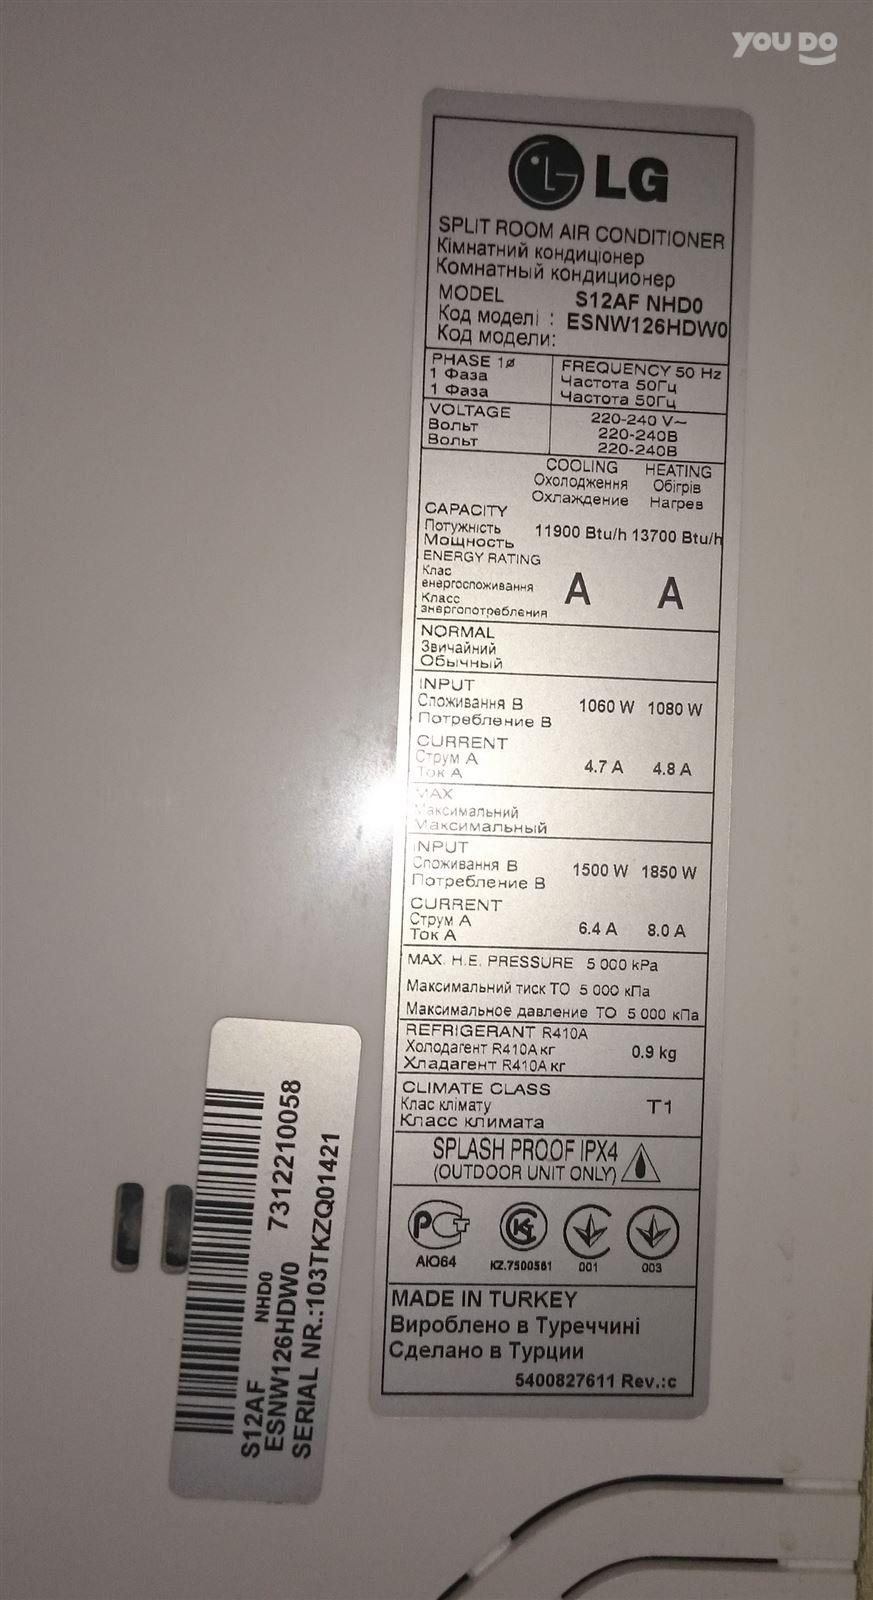 YOU DO
LG
SPLIT ROOM AIR CONDITIONER
Кімнатний кондиціонер
Комнатный кондиционер
MODEL S12AF NHD0
Код моделі : ESNW126HDW0
Код модели:
PHASE 1ø FREQUENCY 50 Hz
1 Фаза Частота 50Гц
1 Фаза Частота 50Гц
VOLTAGE 220-240 V~
Вольт 220-240В
Вольт 220-240В
COOLING HEATING
Охолодження Обігрів
Охлаждение Нагрев
CAPACITY
Потужність 11900 Btu/h 13700 Btu/h
Мощность
ENERGY RATING
Клас
енергоспоживання A A
Класс
энергопотребления
NORMAL
Звичайний
Обычный
INPUT
Споживання В 1060 W 1080 W
Потребление В
CURRENT
Струм А 4.7 A 4.8 A
Ток А
MAX
Максимальний
Максимальный
INPUT
Споживання В 1500 W 1850 W
Потребление В
CURRENT
Струм А 6.4 A 8.0 A
Ток А
MAX. H.E. PRESSURE 5 000 kPa
Максимальний тиск ТО 5 000 кПа
Максимальное давление ТО 5 000 кПа
REFRIGERANT R410A
Холодагент R410A кг 0.9 kg
Хладагент R410A кг
CLIMATE CLASS
Клас клімату T1
Класс климата
SPLASH PROOF IPX4
(OUTDOOR UNIT ONLY)
АЮ64 KZ.7500561 001 003
MADE IN TURKEY
Вироблено в Туреччині
Сделано в Турции
5400827611 Rev.:c
S12AF NHD0
ESNW126HDW0 7312210058
SERIAL NR.:103TKZQ01421